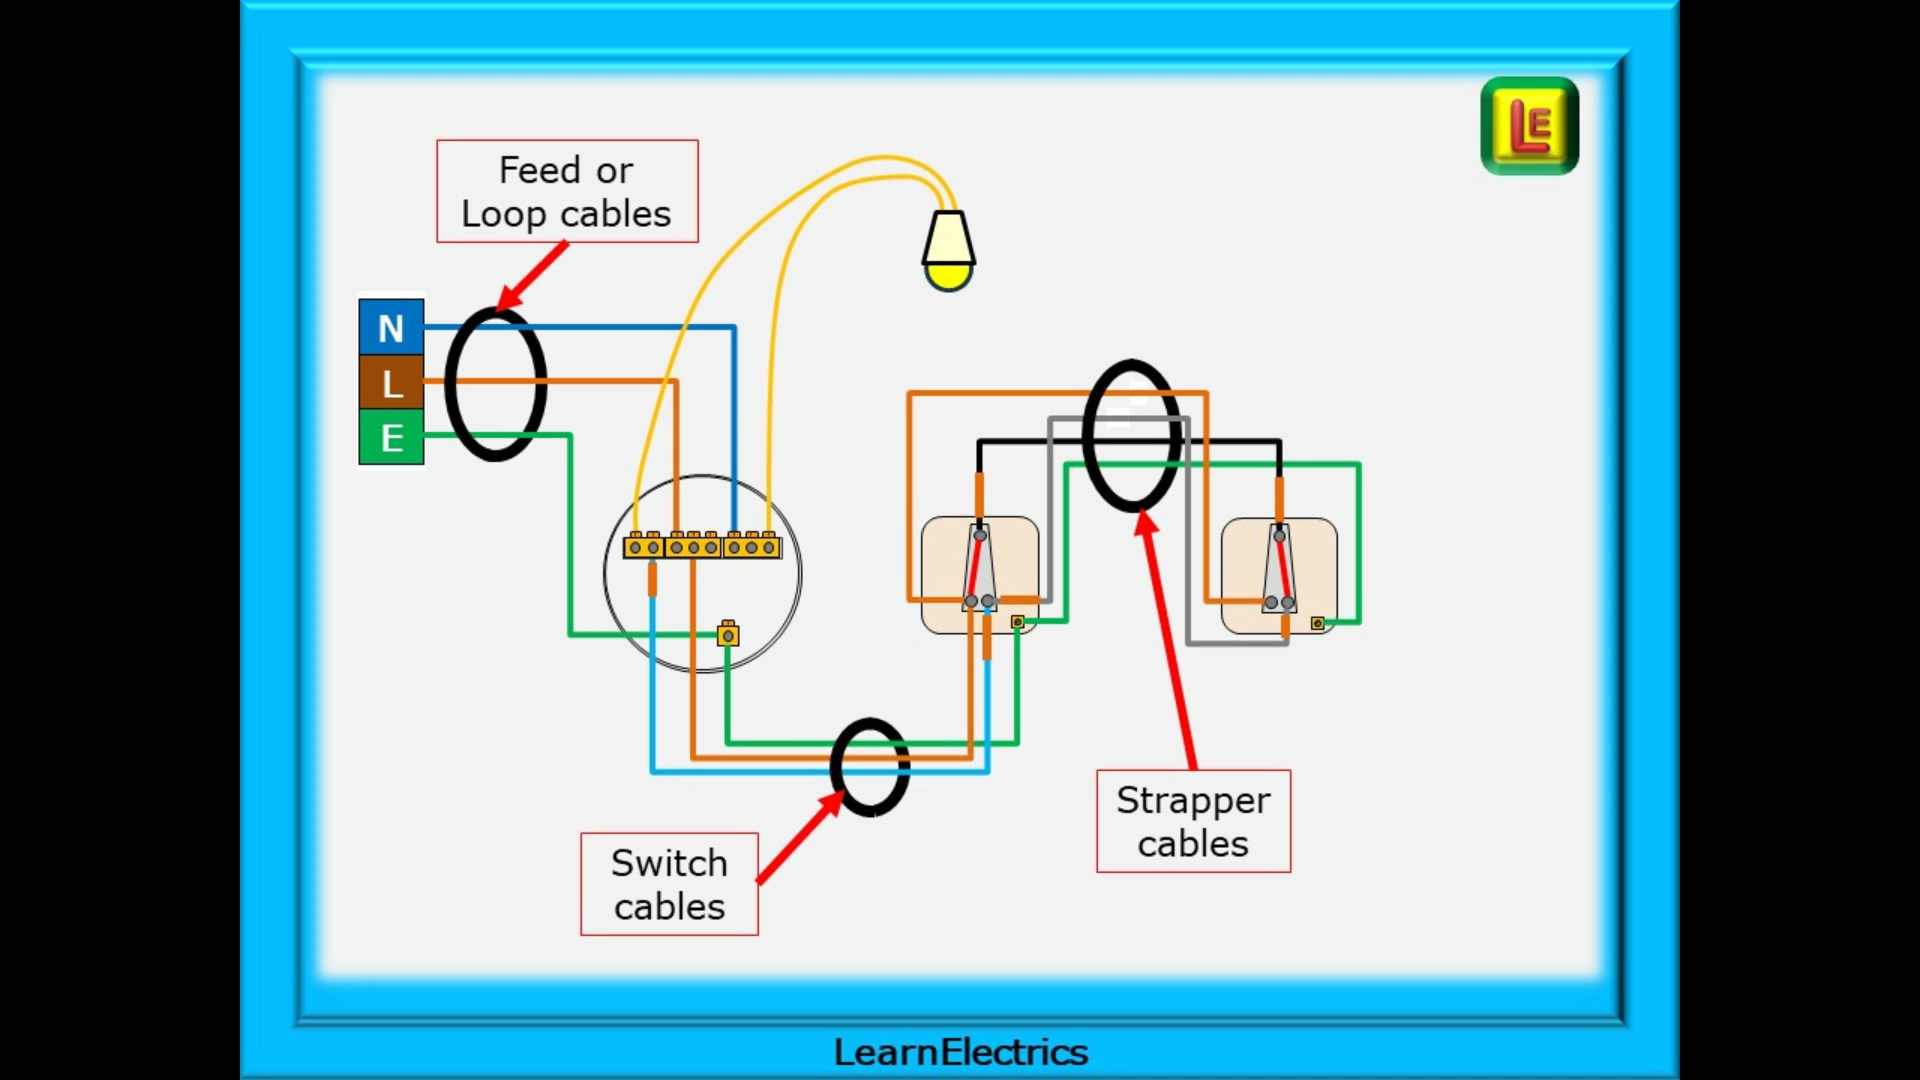 LE
Feed or
Loop cables
N
L
E
Strapper
cables
Switch
cables
LearnElectrics